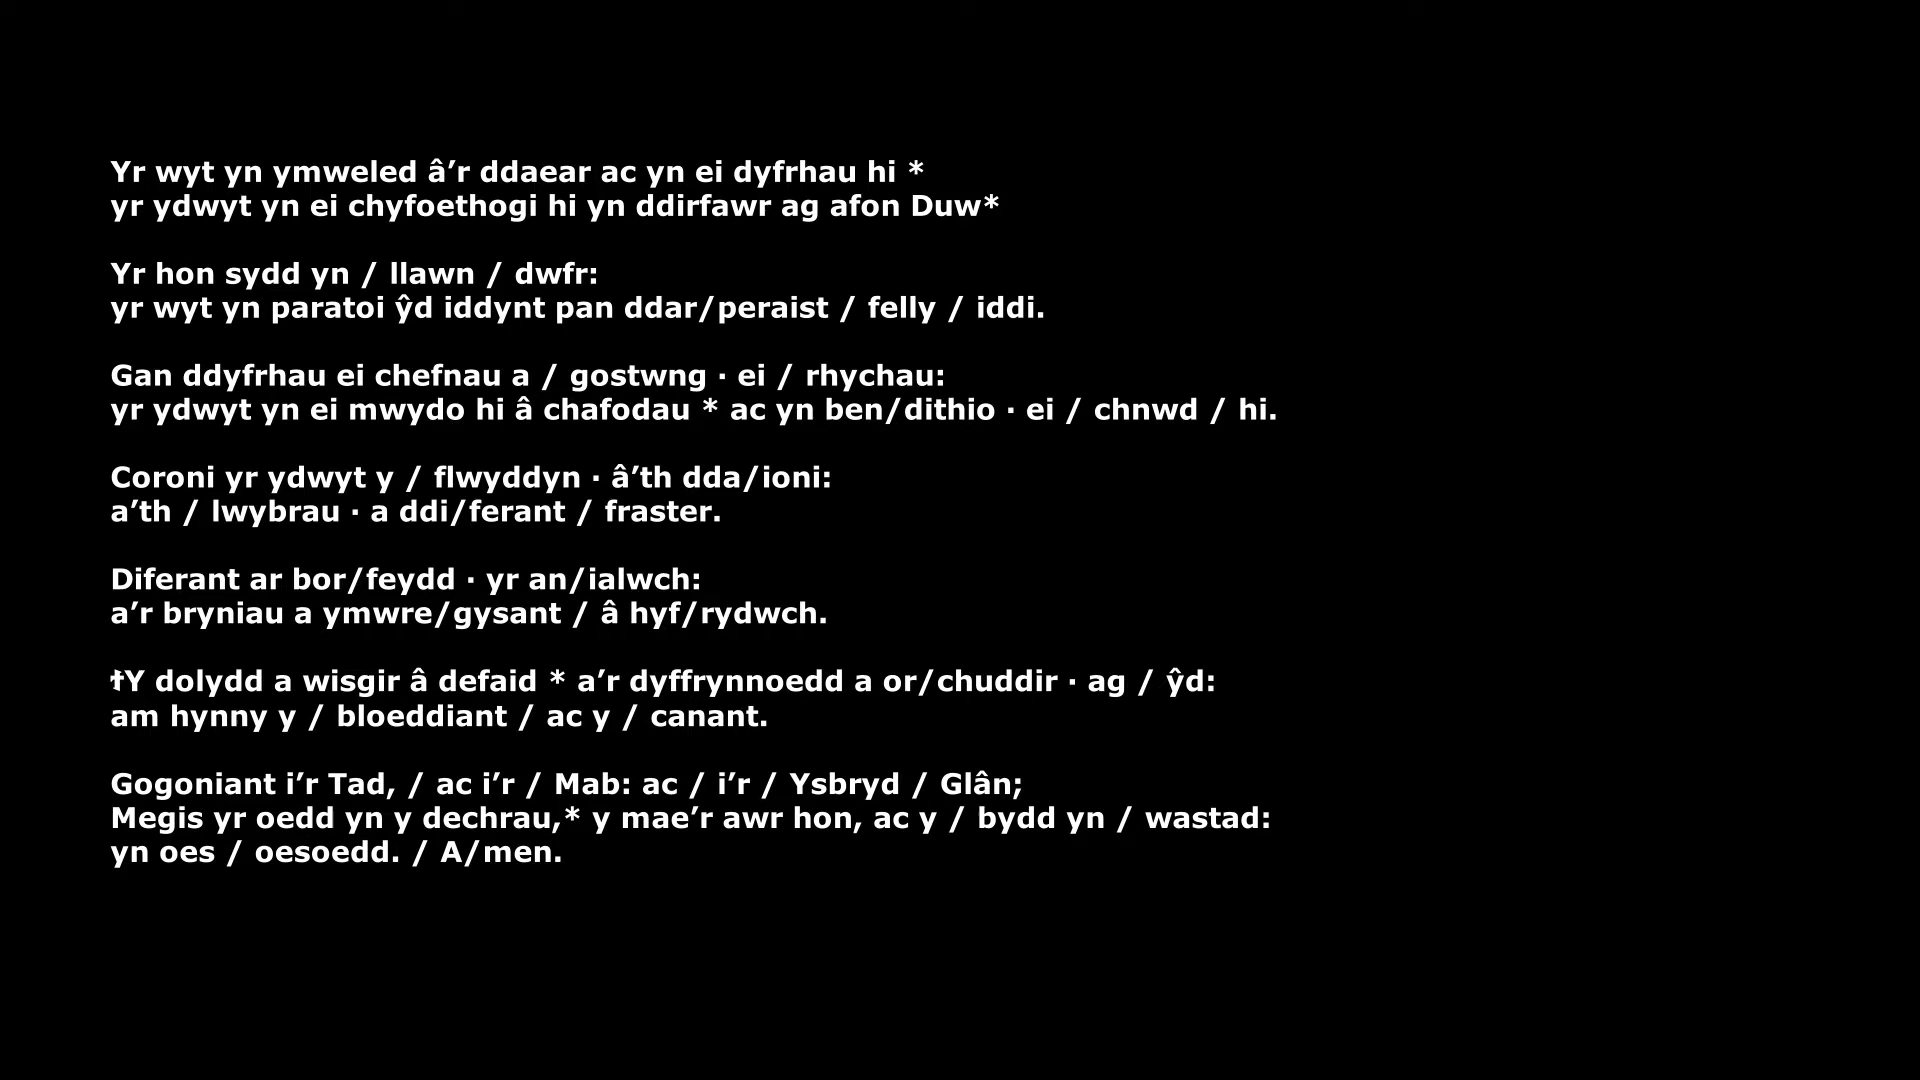 Yr wyt yn ymweled â’r ddaear ac yn ei dyfrhau hi *
yr ydwyt yn ei chyfoethogi hi yn ddirfawr ag afon Duw*
Yr hon sydd yn / llawn / dwfr:
yr wyt yn paratoi ŷd iddynt pan ddar/peraist / felly / iddi.
Gan ddyfrhau ei chefnau a / gostwng · ei / rhychau:
yr ydwyt yn ei mwydo hi â chafodau * ac yn ben/dithio · ei / chnwd / hi.
Coroni yr ydwyt y / flwyddyn · â’th dda/ioni:
a’th / lwybrau · a ddi/ferant / fraster.
Diferant ar bor/feydd · yr an/ialwch:
a’r bryniau a ymwre/gysant / â hyf/rydwch.
†Y dolydd a wisgir â defaid * a’r dyffrynnoedd a or/chuddir · ag / ŷd:
am hynny y / bloeddiant / ac y / canant.
Gogoniant i’r Tad, / ac i’r / Mab: ac / i’r / Ysbryd / Glân;
Megis yr oedd yn y dechrau,* y mae’r awr hon, ac y / bydd yn / wastad:
yn oes / oesoedd. / A/men.